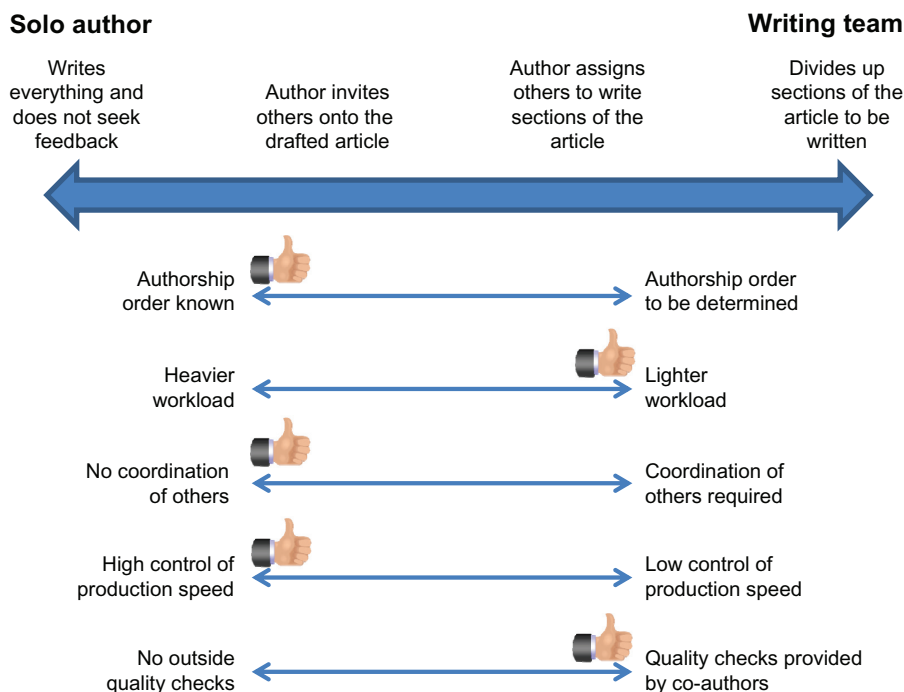 Solo author
Writing team
Writes
everything and
does not seek
feedback
Author invites
others onto the
drafted article
Author assigns
others to write
sections of the
article
Divides up
sections of the
article to be
written
Authorship
order known
Authorship order
to be determined
Heavier
workload
Lighter
workload
No coordination
of others
Coordination of
others required
High control of
production speed
Low control of
production speed
No outside
quality checks
Quality checks provided
by co-authors